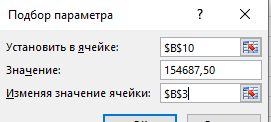 Подбор параметра
Установить в ячейке: $B$10
Значение: 154687,50
Изменяя значение ячейки: $B$3